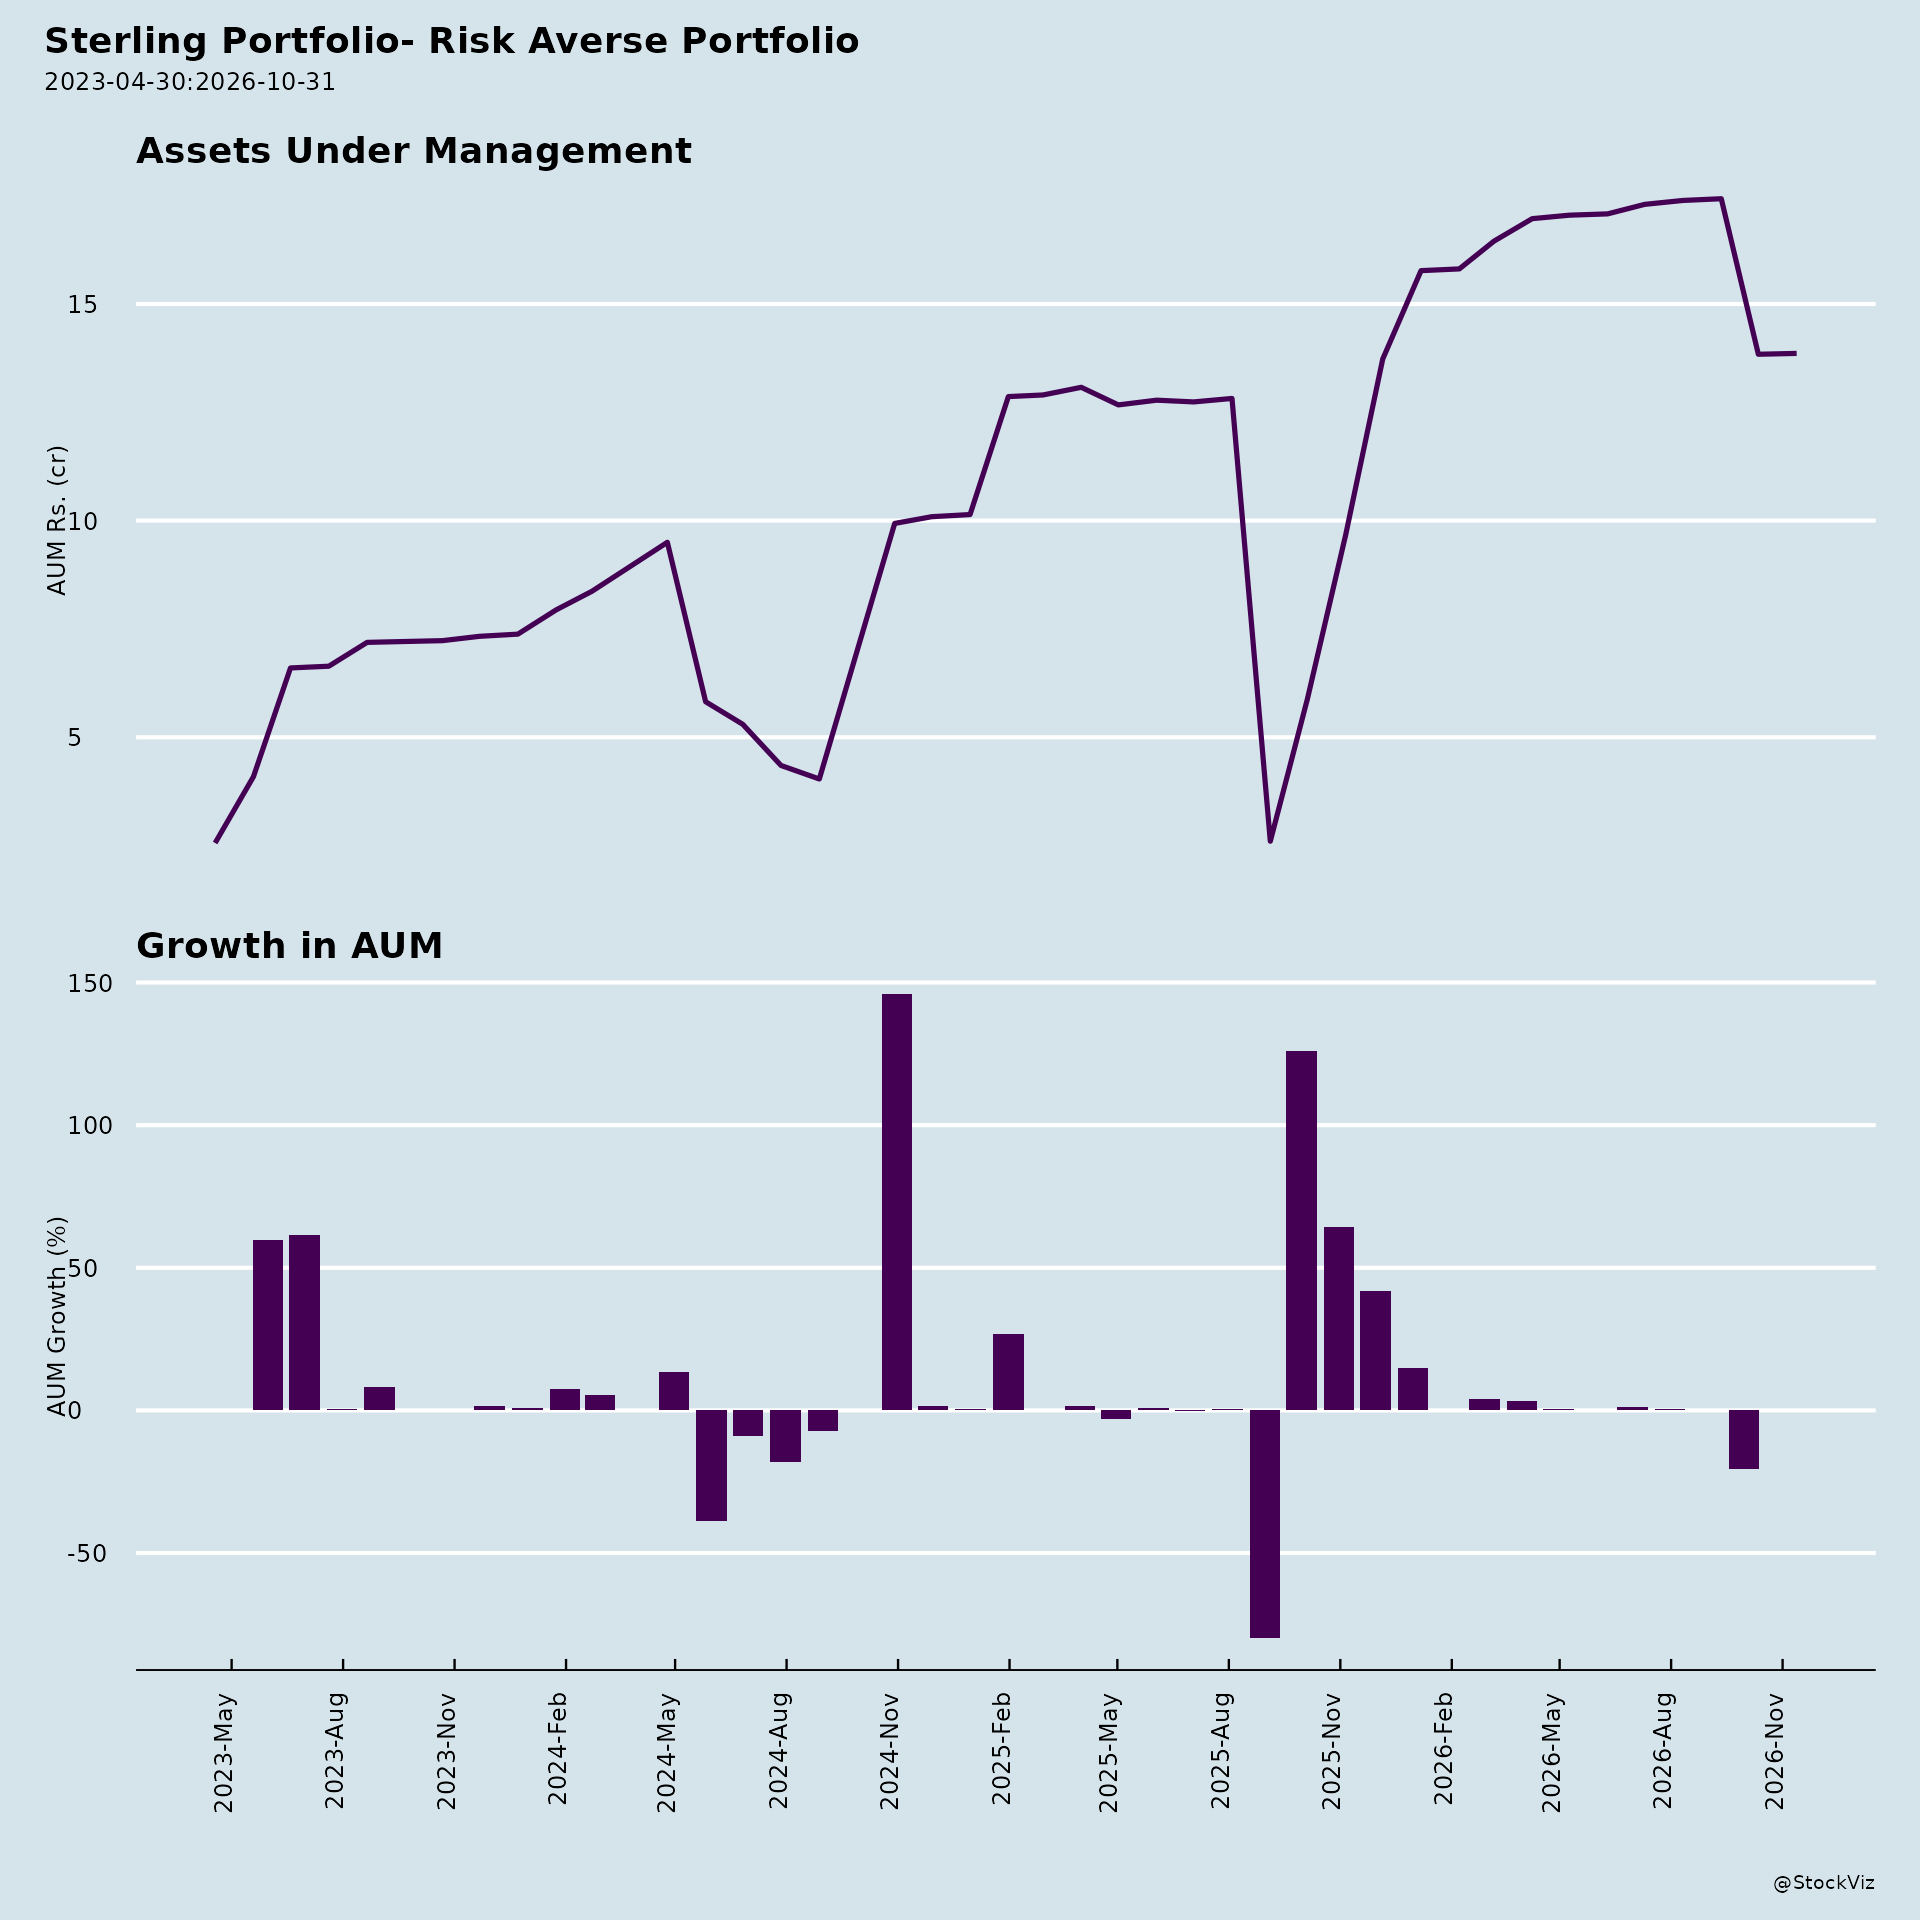 Sterling Portfolio- Risk Averse Portfolio
2023-04-30:2026-10-31
Assets Under Management
AUM Rs. (cr)
15
10
5
Growth in AUM
AUM Growth (%)
150
100
50
0
-50
2023-May
2023-Aug
2023-Nov
2024-Feb
2024-May
2024-Aug
2024-Nov
2025-Feb
2025-May
2025-Aug
2025-Nov
2026-Feb
2026-May
2026-Aug
2026-Nov
@StockViz